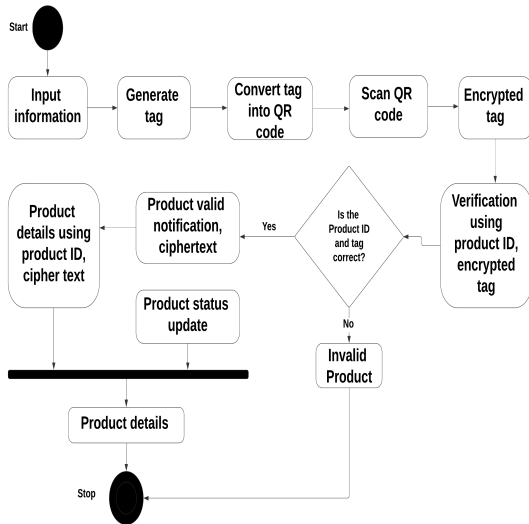 Start
Input
information
Generate
tag
Convert tag
into QR
code
Scan QR
code
Encrypted
tag
Verification
using
product ID,
encrypted
tag
Is the
Product ID
and tag
correct?
Yes
Product valid
notification,
ciphertext
Product
details using
product ID,
cipher text
No
Invalid
Product
Product status
update
Product details
Stop